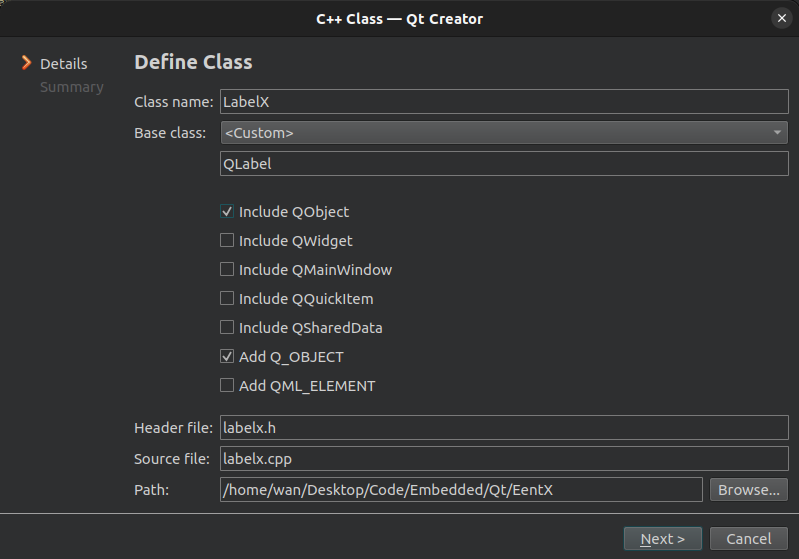 C++ Class — Qt Creator
Details
Summary
Define Class
Class name: LabelX
Base class: <Custom>
QLabel
Include QObject
Include QWidget
Include QMainWindow
Include QQuickItem
Include QSharedData
Add Q_OBJECT
Add QML_ELEMENT
Header file: labelx.h
Source file: labelx.cpp
Path: /home/wan/Desktop/Code/Embedded/Qt/EentX Browse...
Next > Cancel